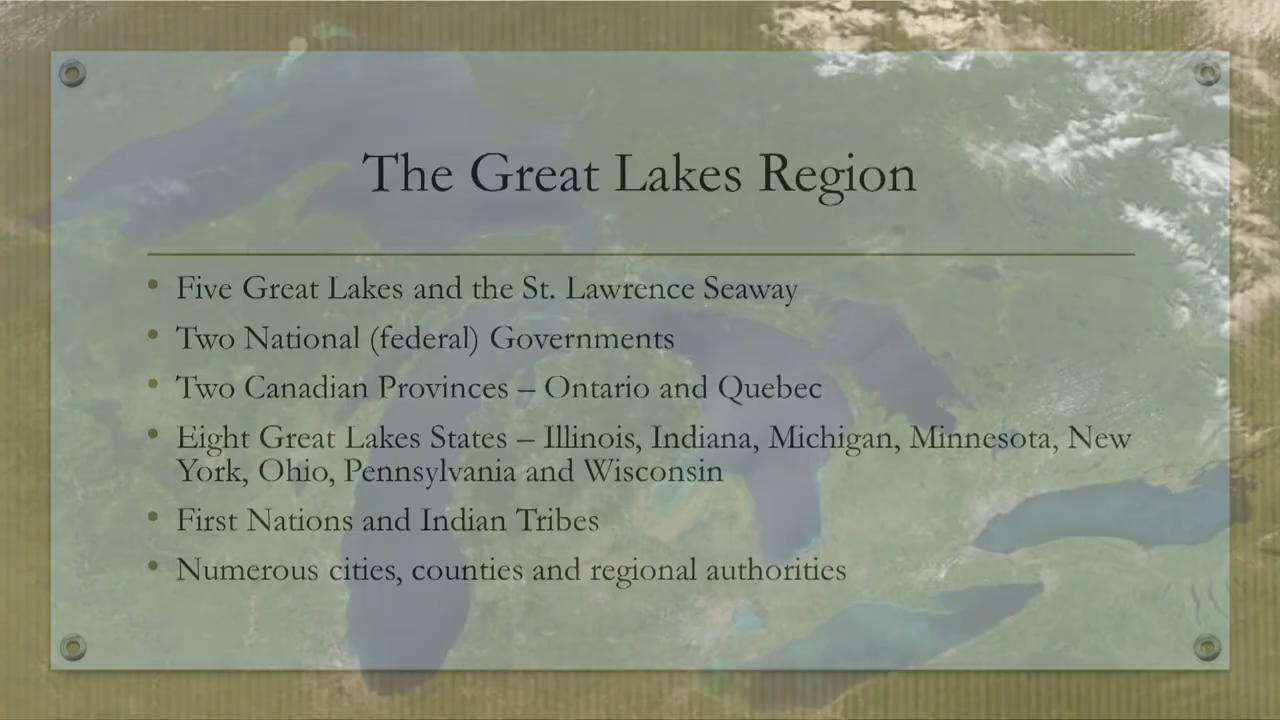 The Great Lakes Region
• Five Great Lakes and the St. Lawrence Seaway
• Two National (federal) Governments
• Two Canadian Provinces – Ontario and Quebec
• Eight Great Lakes States – Illinois, Indiana, Michigan, Minnesota, New
York, Ohio, Pennsylvania and Wisconsin
• First Nations and Indian Tribes
• Numerous cities, counties and regional authorities